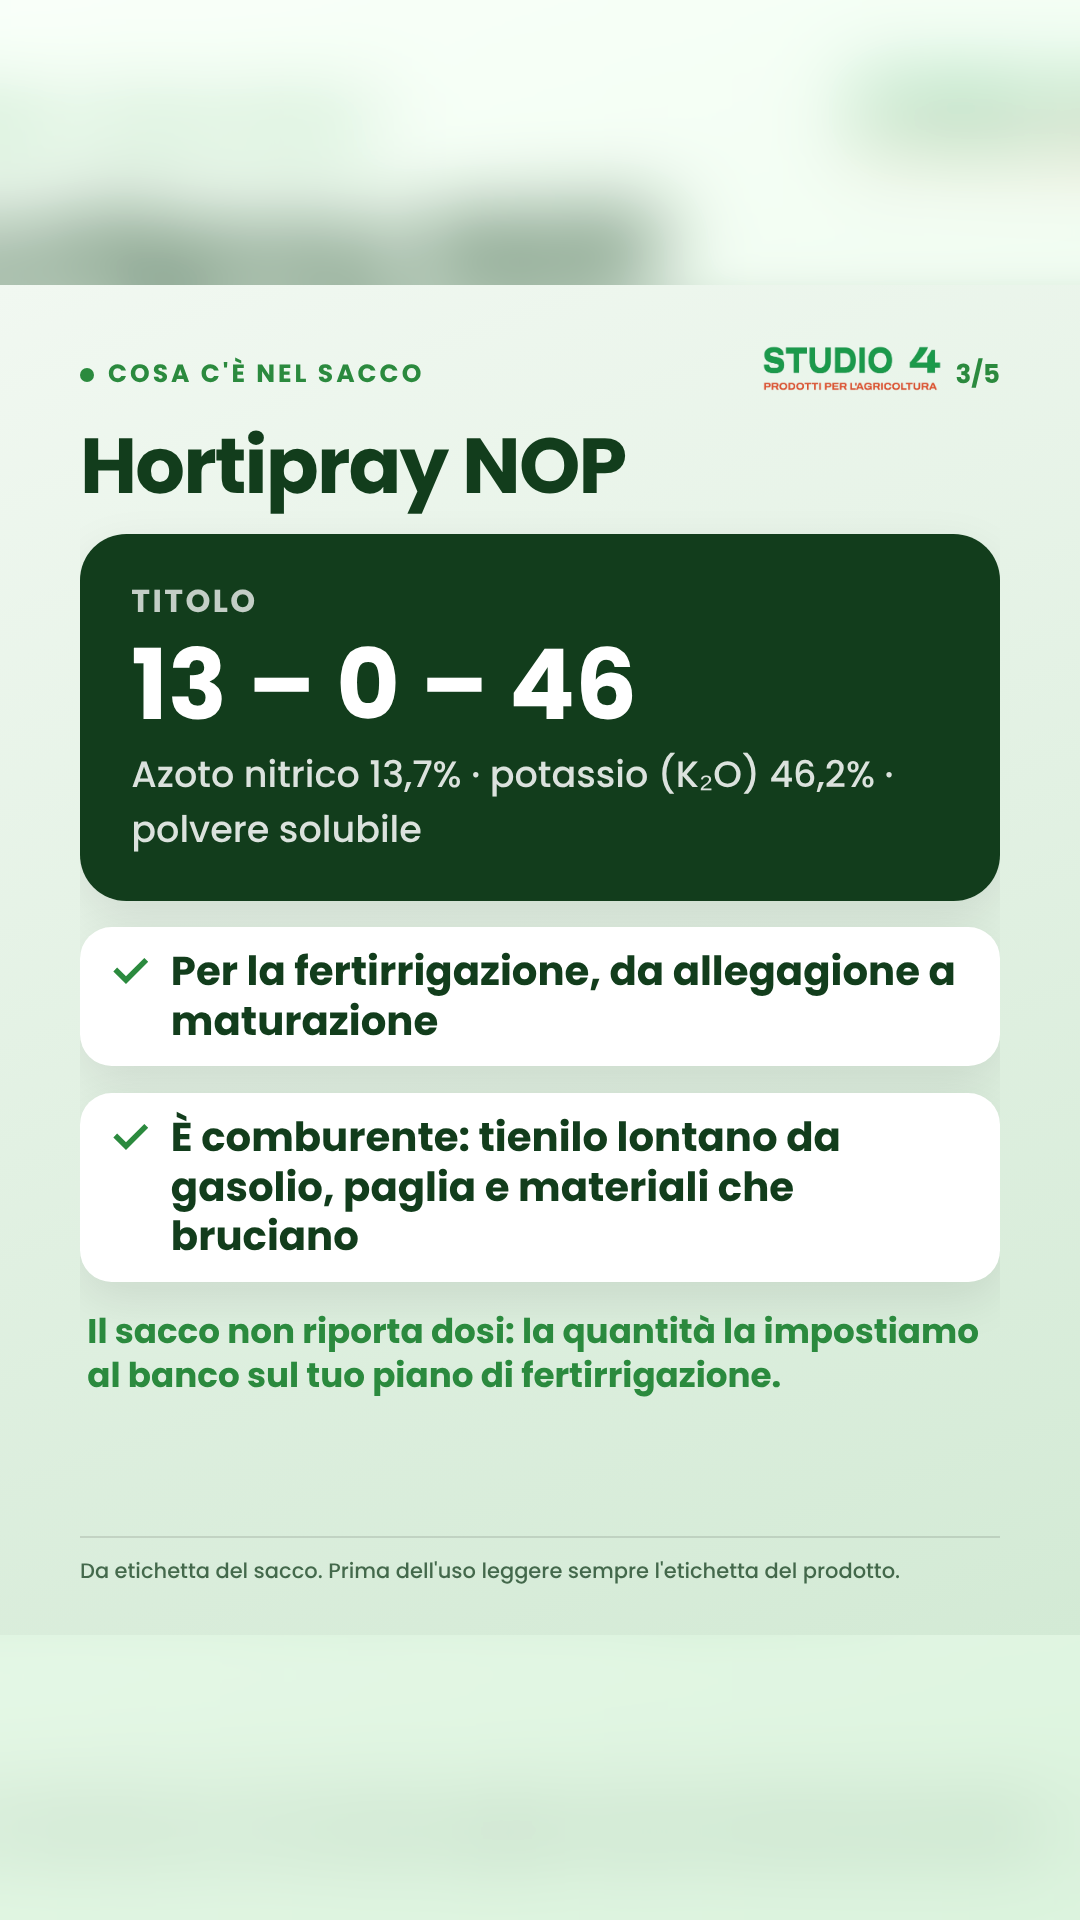 COSA C'È NEL SACCO
STUDIO 4
PRODOTTI PER L'AGRICOLTURA
3/5
Hortipray NOP
TITOLO
13 – 0 – 46
Azoto nitrico 13,7% · potassio (K₂O) 46,2% ·
polvere solubile
Per la fertirrigazione, da allegagione a
maturazione
È comburente: tienilo lontano da
gasolio, paglia e materiali che
bruciano
Il sacco non riporta dosi: la quantità la impostiamo
al banco sul tuo piano di fertirrigazione.
Da etichetta del sacco. Prima dell'uso leggere sempre l'etichetta del prodotto.